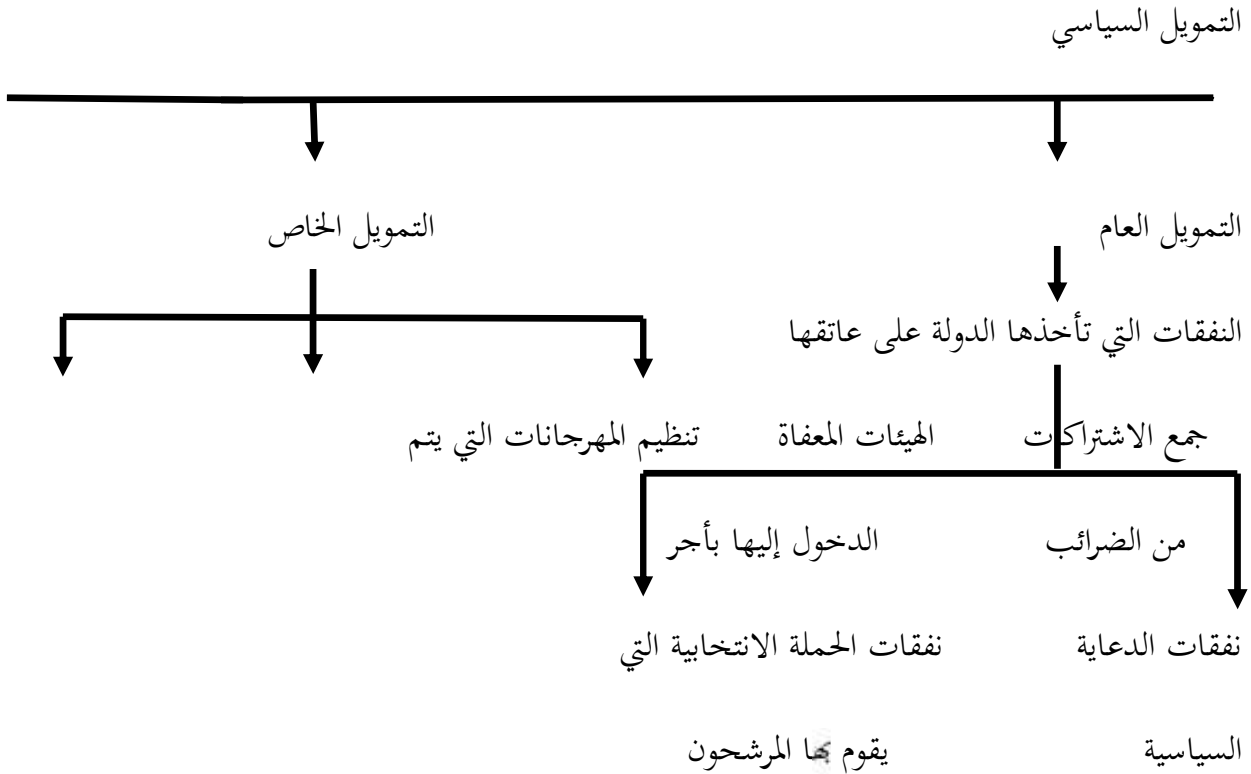 التمويل السياسي
التمويل العام التمويل الخاص
النفقات التي تأخذها الدولة على عاتقها
جمع الاشتراكات الهيئات المعفاة تنظيم المهرجانات التي يتم
من الضرائب الدخول إليها بأجر
نفقات الدعاية نفقات الحملة الانتخابية التي
السياسية يقوم بها المرشحون